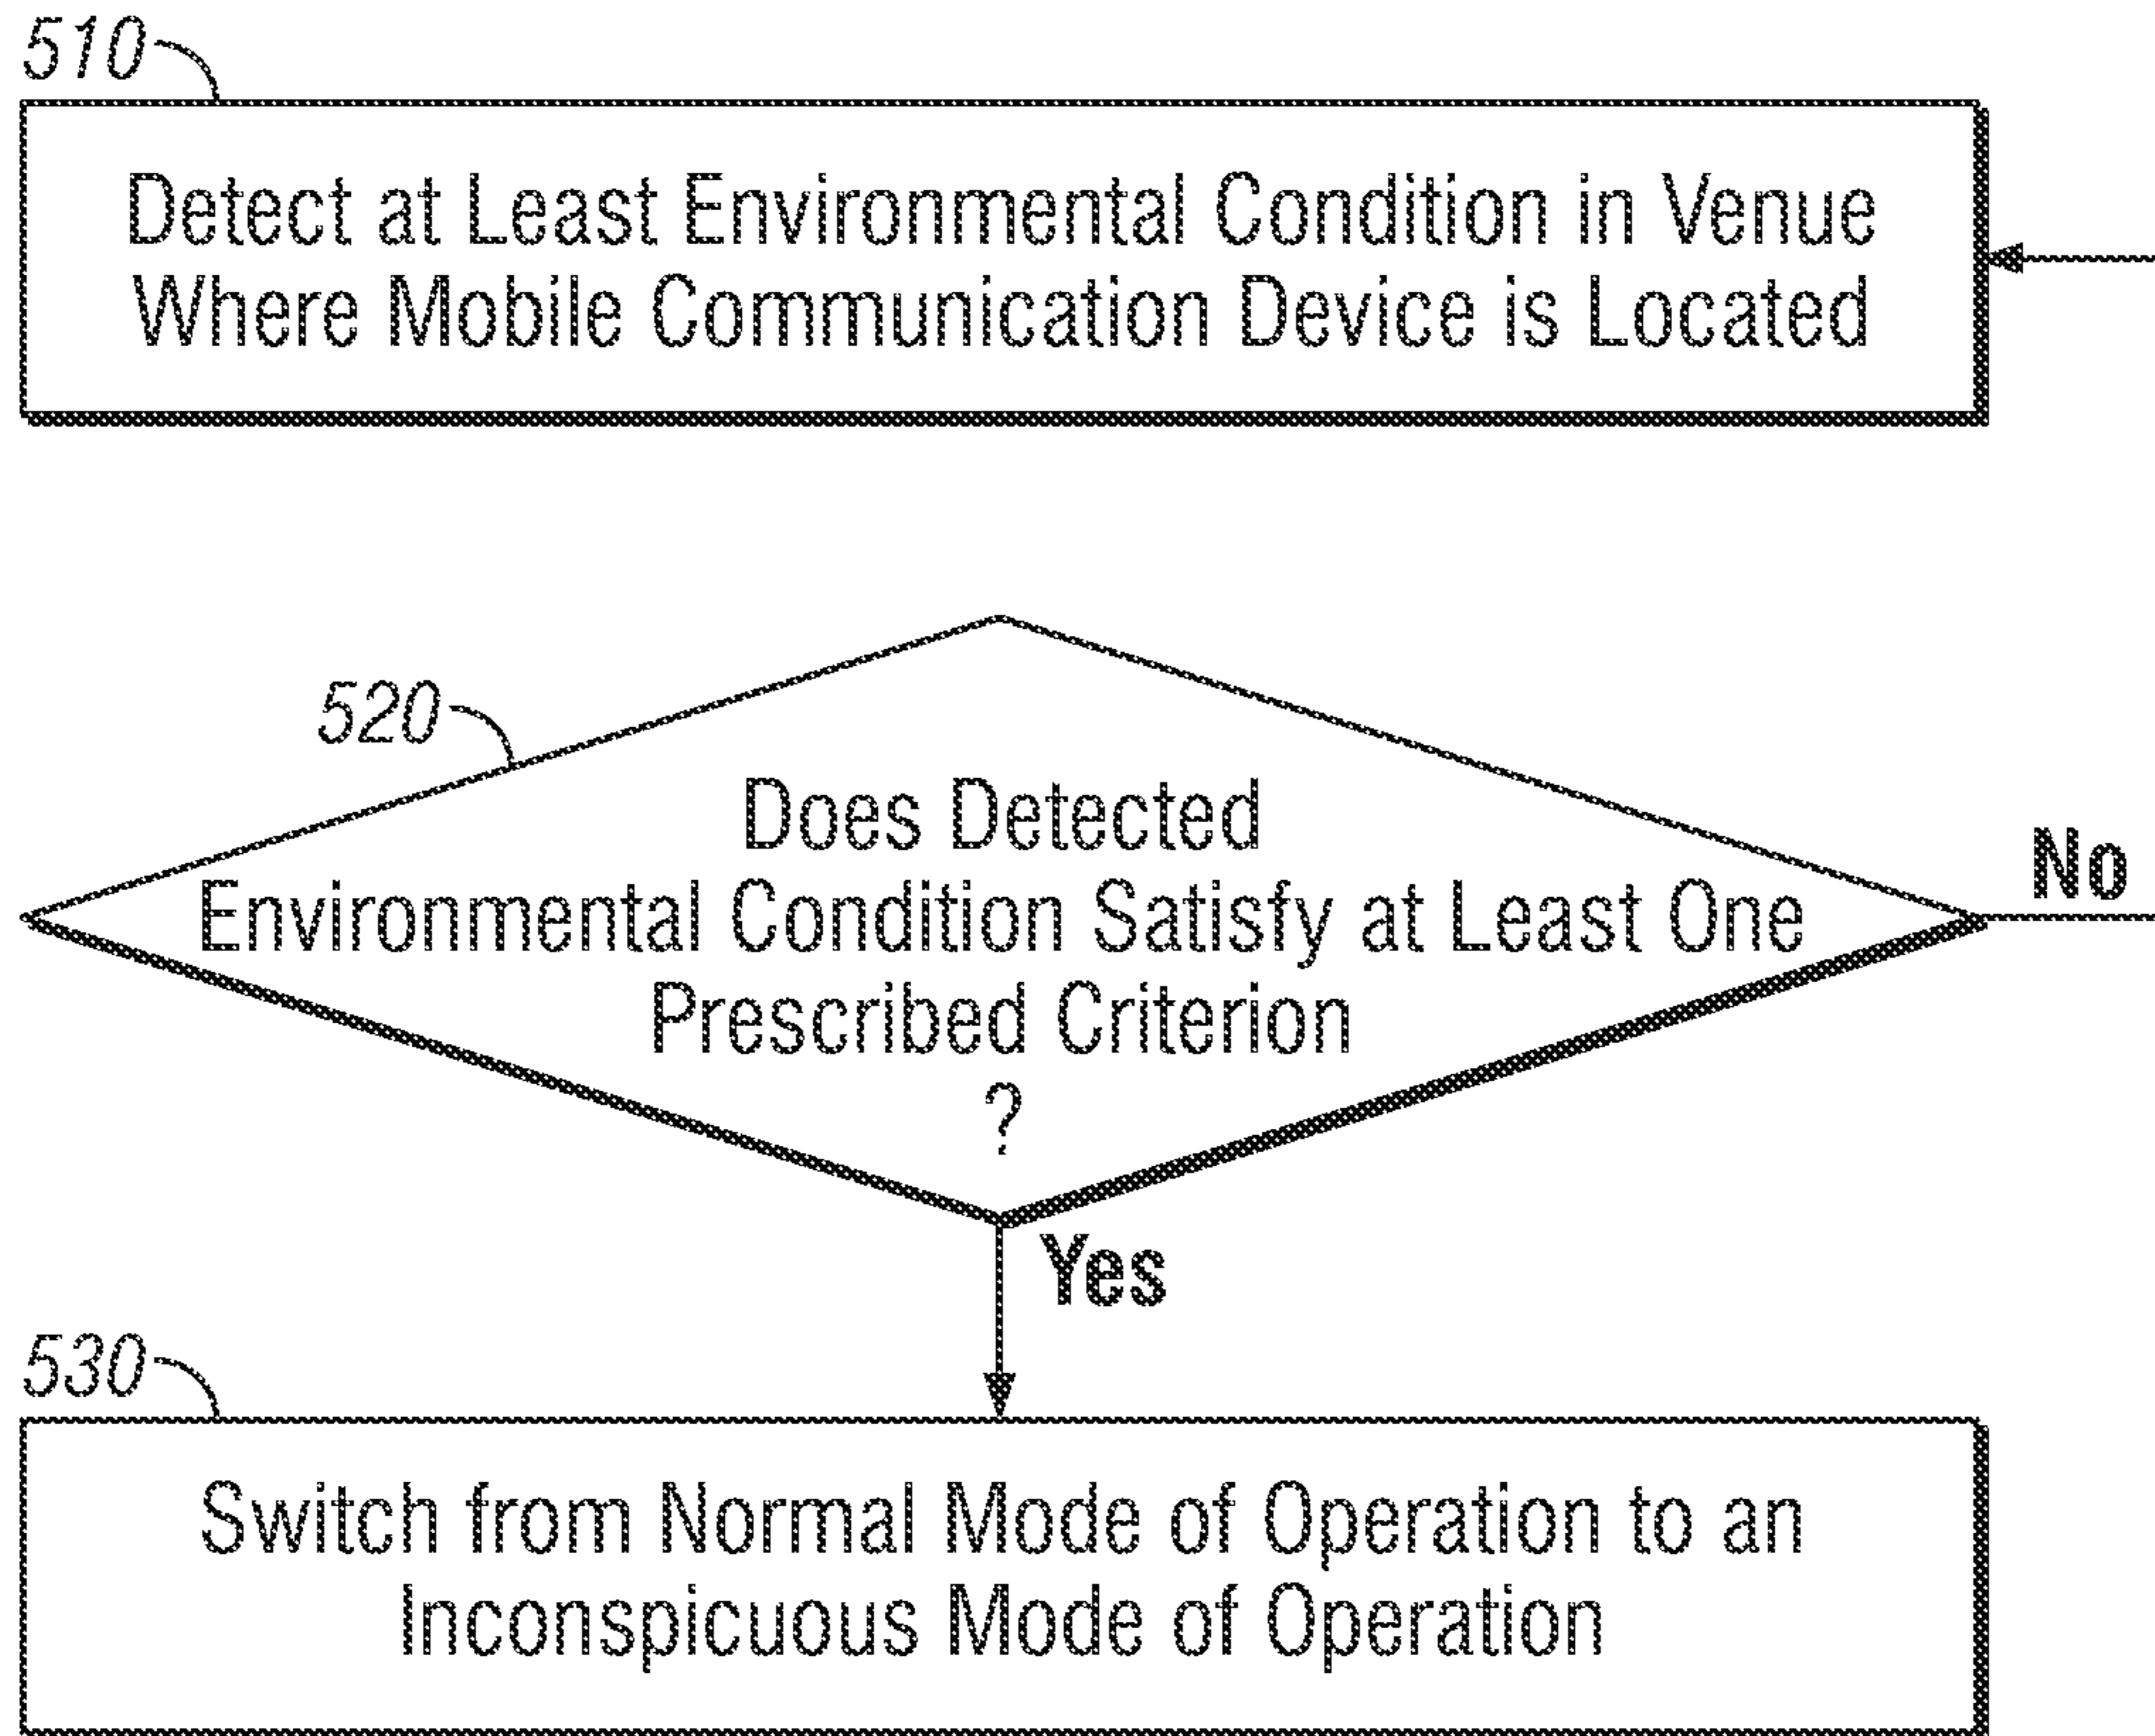 510
Detect at Least Environmental Condition in Venue
Where Mobile Communication Device is Located
520
Does Detected
Environmental Condition Satisfy at Least One
Prescribed Criterion
?
No
Yes
530
Switch from Normal Mode of Operation to an
Inconspicuous Mode of Operation